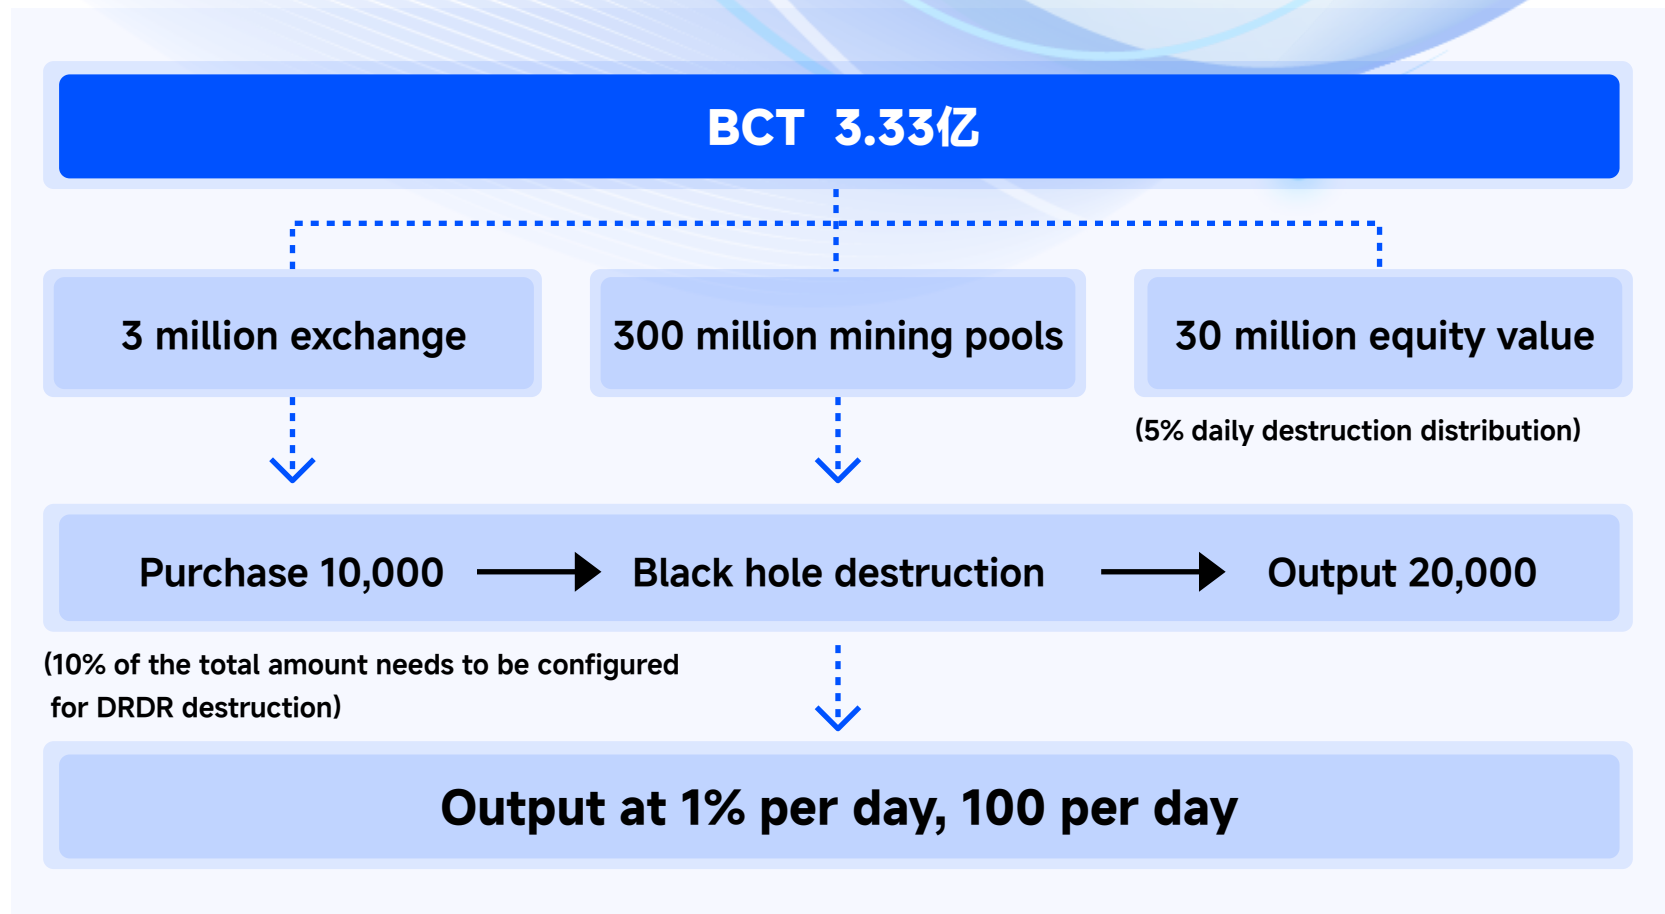 BCT 3.33亿
3 million exchange
300 million mining pools
30 million equity value
(5% daily destruction distribution)
Purchase 10,000
Black hole destruction
Output 20,000
(10% of the total amount needs to be configured
for DRDR destruction)
Output at 1% per day, 100 per day